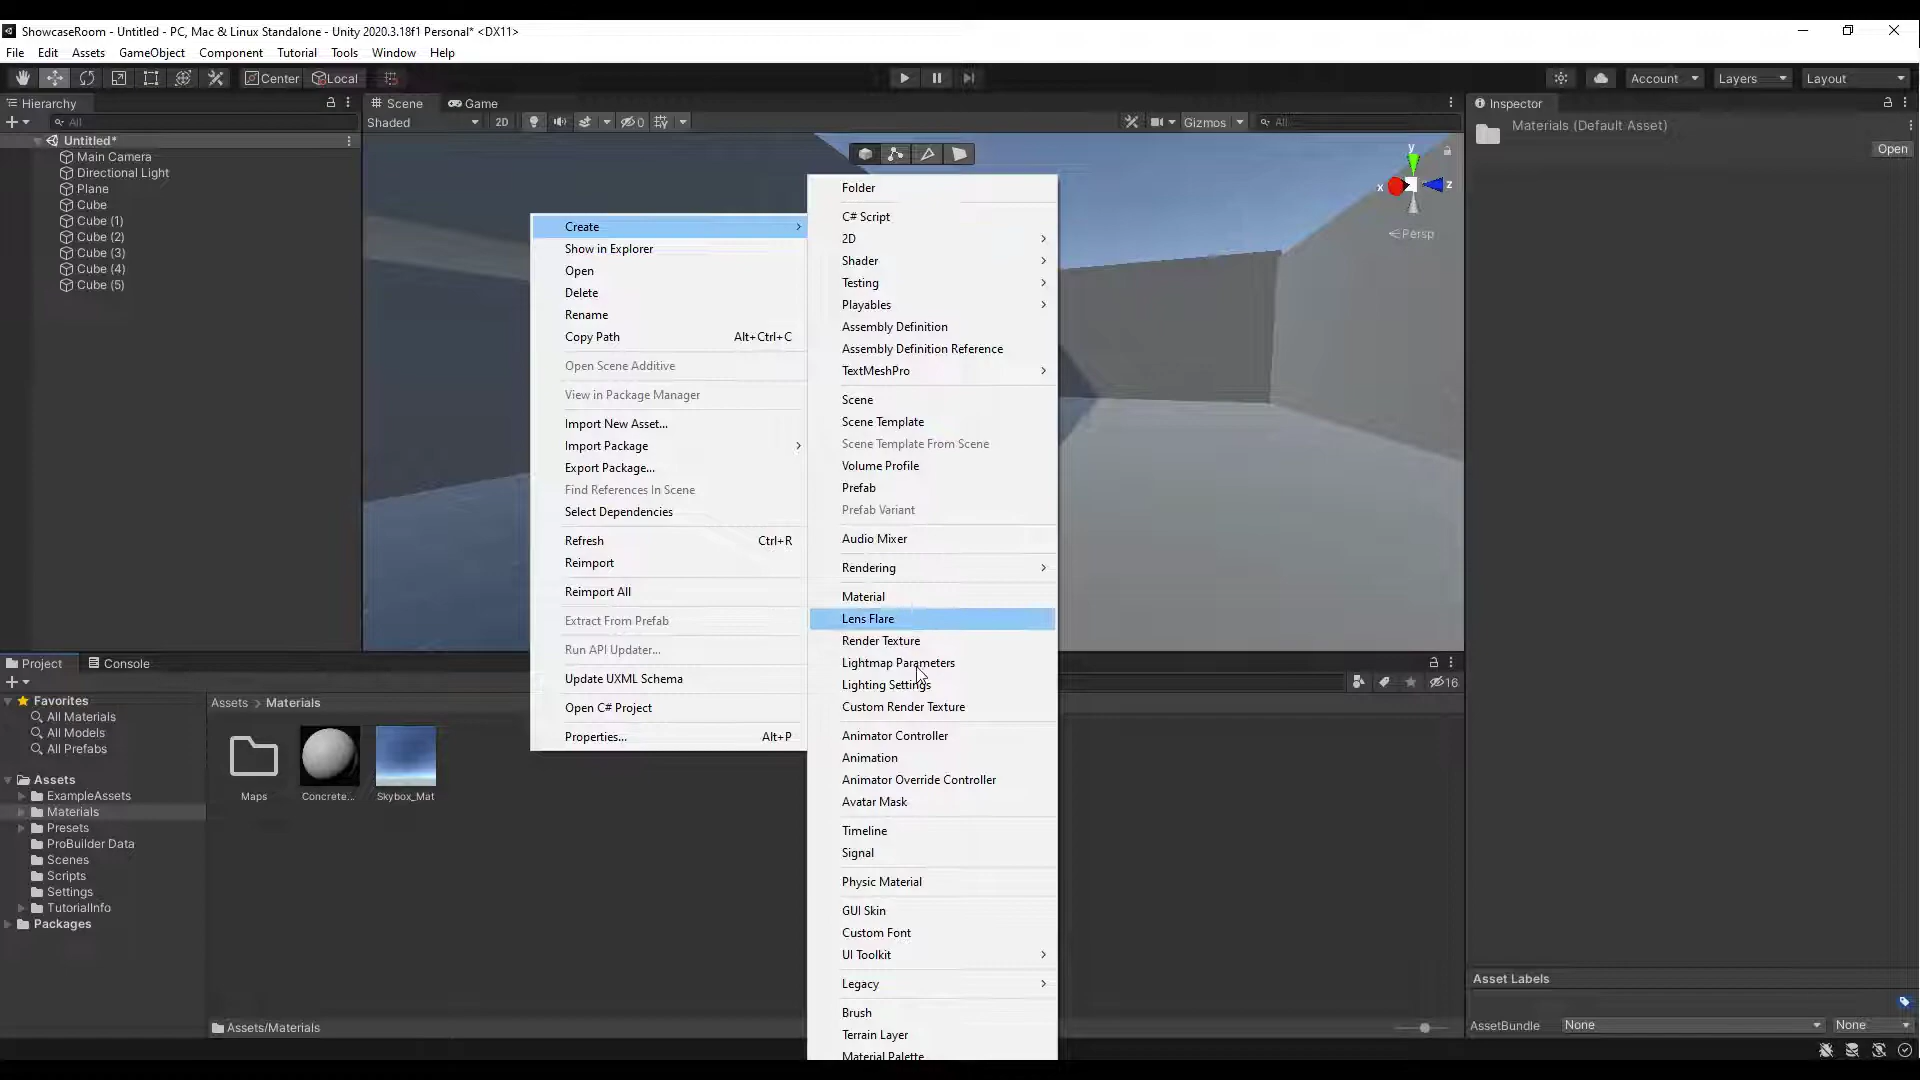 ShowcaseRoom - Untitled - PC, Mac & Linux Standalone - Unity 2020.3.18f1 Personal* <DX11>
File Edit Assets GameObject Component Tutorial Tools Window Help
Center Local Account Layers Layout
Hierarchy
All
Untitled*
Main Camera
Directional Light
Plane
Cube
Cube (1)
Cube (2)
Cube (3)
Cube (4)
Cube (5)
Scene Game
Shaded 2D 0 Gizmos All
y
x z
Persp
Create
Show in Explorer
Open
Delete
Rename
Copy Path Alt+Ctrl+C
Open Scene Additive
View in Package Manager
Import New Asset...
Import Package
Export Package...
Find References In Scene
Select Dependencies
Refresh Ctrl+R
Reimport
Reimport All
Extract From Prefab
Run API Updater...
Update UXML Schema
Open C# Project
Properties... Alt+P
Folder
C# Script
2D
Shader
Testing
Playables
Assembly Definition
Assembly Definition Reference
TextMeshPro
Scene
Scene Template
Scene Template From Scene
Volume Profile
Prefab
Prefab Variant
Audio Mixer
Rendering
Material
Lens Flare
Render Texture
Lightmap Parameters
Lighting Settings
Custom Render Texture
Animator Controller
Animation
Animator Override Controller
Avatar Mask
Timeline
Signal
Physic Material
GUI Skin
Custom Font
UI Toolkit
Legacy
Brush
Terrain Layer
Material Palette
Inspector
Materials (Default Asset)
Open
Project Console
16
Favorites
All Materials
All Models
All Prefabs
Assets
ExampleAssets
Materials
Presets
ProBuilder Data
Scenes
Scripts
Settings
TutorialInfo
Packages
Assets > Materials
Maps Concrete... Skybox_Mat
Assets/Materials
Asset Labels
AssetBundle None None